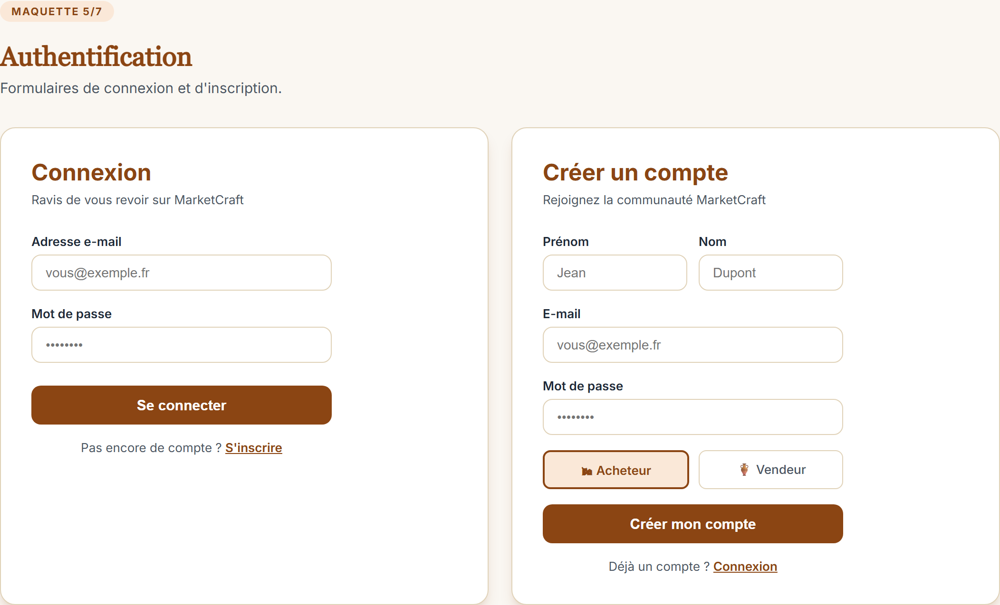 MAQUETTE 5/7
Authentification
Formulaires de connexion et d'inscription.
Connexion
Ravis de vous revoir sur MarketCraft
Adresse e-mail
vous@exemple.fr
Mot de passe
••••••••
Se connecter
Pas encore de compte ? S'inscrire
Créer un compte
Rejoignez la communauté MarketCraft
Prénom Nom
Jean Dupont
E-mail
vous@exemple.fr
Mot de passe
••••••••
Acheteur 🏺 Vendeur
Créer mon compte
Déjà un compte ? Connexion